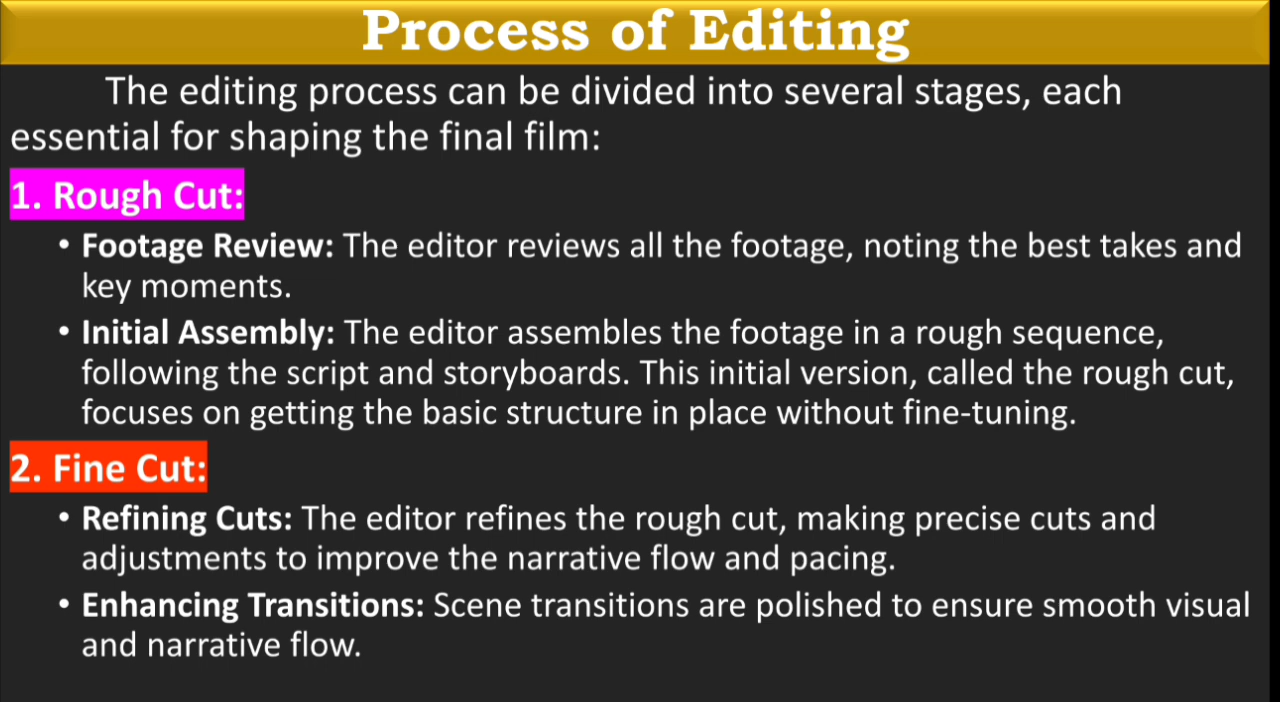 Process of Editing
The editing process can be divided into several stages, each
essential for shaping the final film:
1. Rough Cut:
• Footage Review: The editor reviews all the footage, noting the best takes and
key moments.
• Initial Assembly: The editor assembles the footage in a rough sequence,
following the script and storyboards. This initial version, called the rough cut,
focuses on getting the basic structure in place without fine-tuning.
2. Fine Cut:
• Refining Cuts: The editor refines the rough cut, making precise cuts and
adjustments to improve the narrative flow and pacing.
• Enhancing Transitions: Scene transitions are polished to ensure smooth visual
and narrative flow.